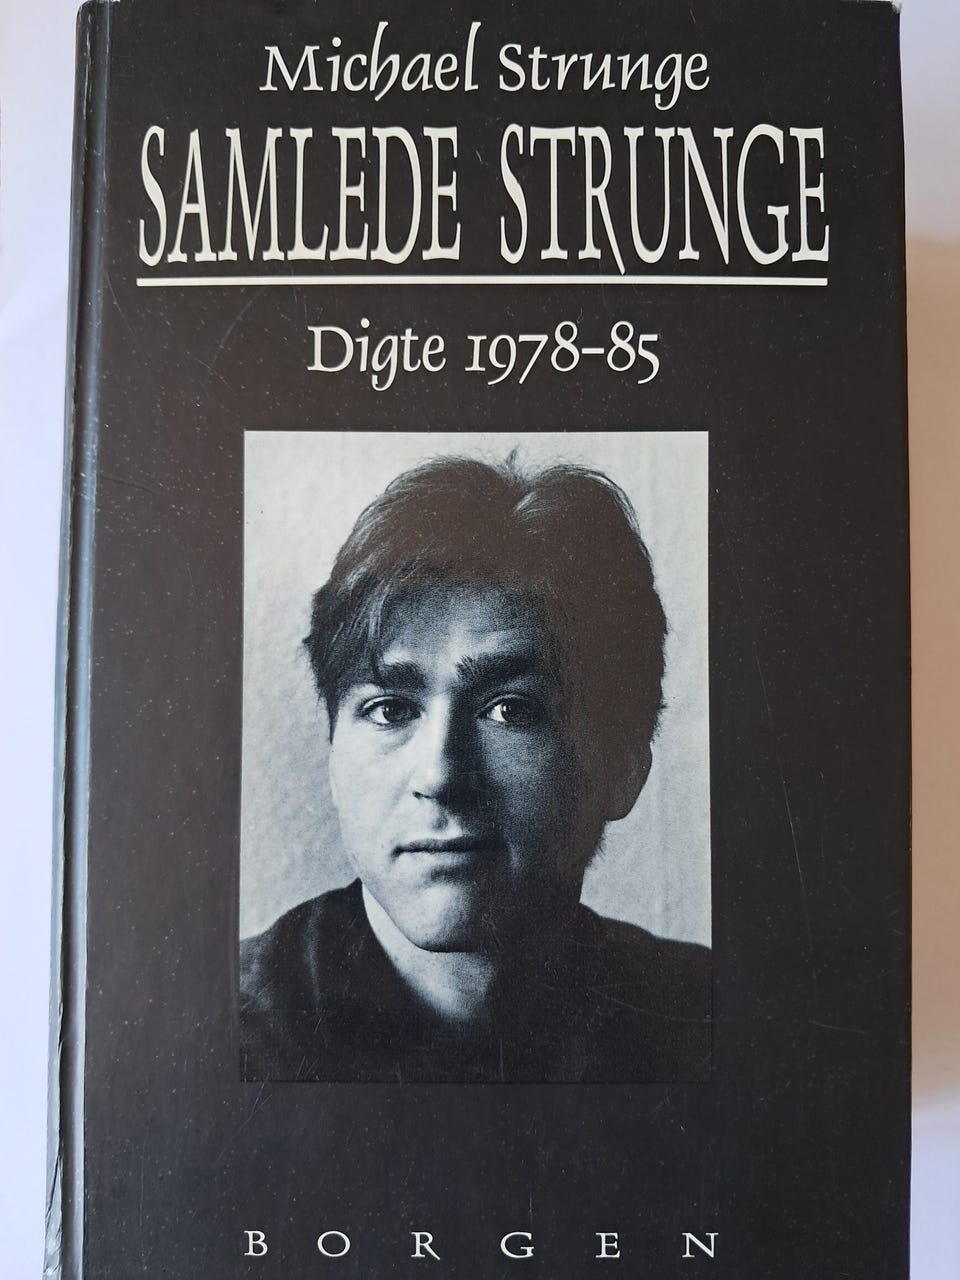 Michael Strunge
SAMLEDE STRUNGE
Digte 1978-85
BORGEN